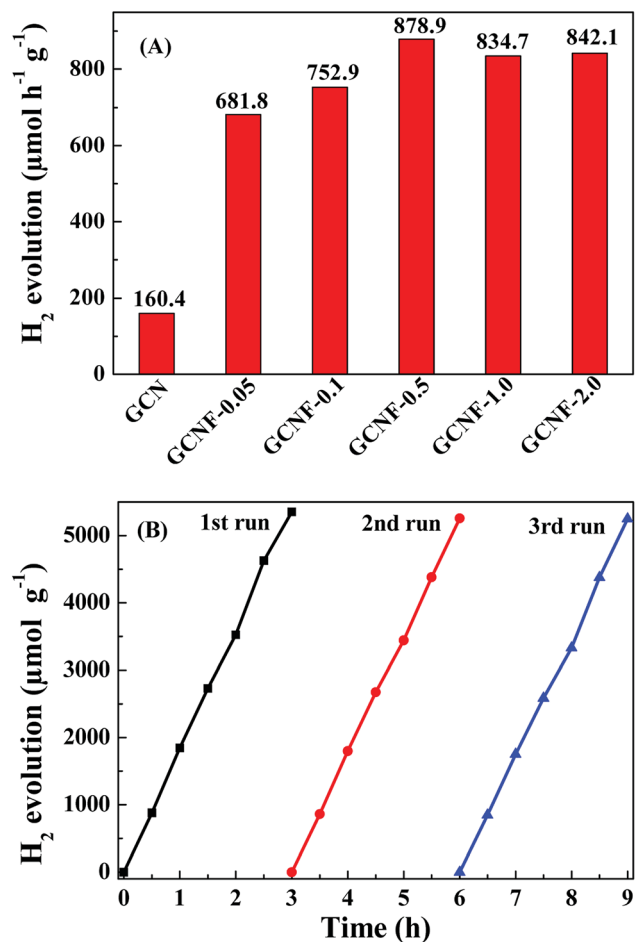 (A)
H₂ evolution (μmol h⁻¹ g⁻¹)
800
600
400
200
0
160.4
681.8
752.9
878.9
834.7
842.1
GCN
GCNF-0.05
GCNF-0.1
GCNF-0.5
GCNF-1.0
GCNF-2.0
(B)
1st run
2nd run
3rd run
H₂ evolution (μmol g⁻¹)
5000
4000
3000
2000
1000
0
0 1 2 3 4 5 6 7 8 9
Time (h)